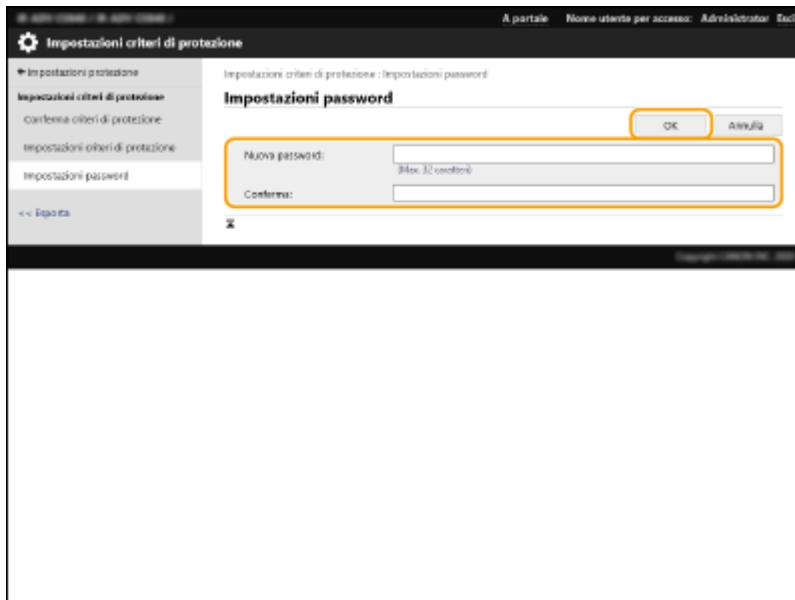 A portale Nome utente per accesso: Administrator
Impostazioni criteri di protezione
Impostazioni protezione
Impostazioni criteri di protezione : Impostazioni password
Impostazioni criteri di protezione
Impostazioni password
Conferma criteri di protezione
OK
Annulla
Impostazioni criteri di protezione
Nuova password:
(Max. 32 caratteri)
Impostazioni password
Conferma:
<< Esporta